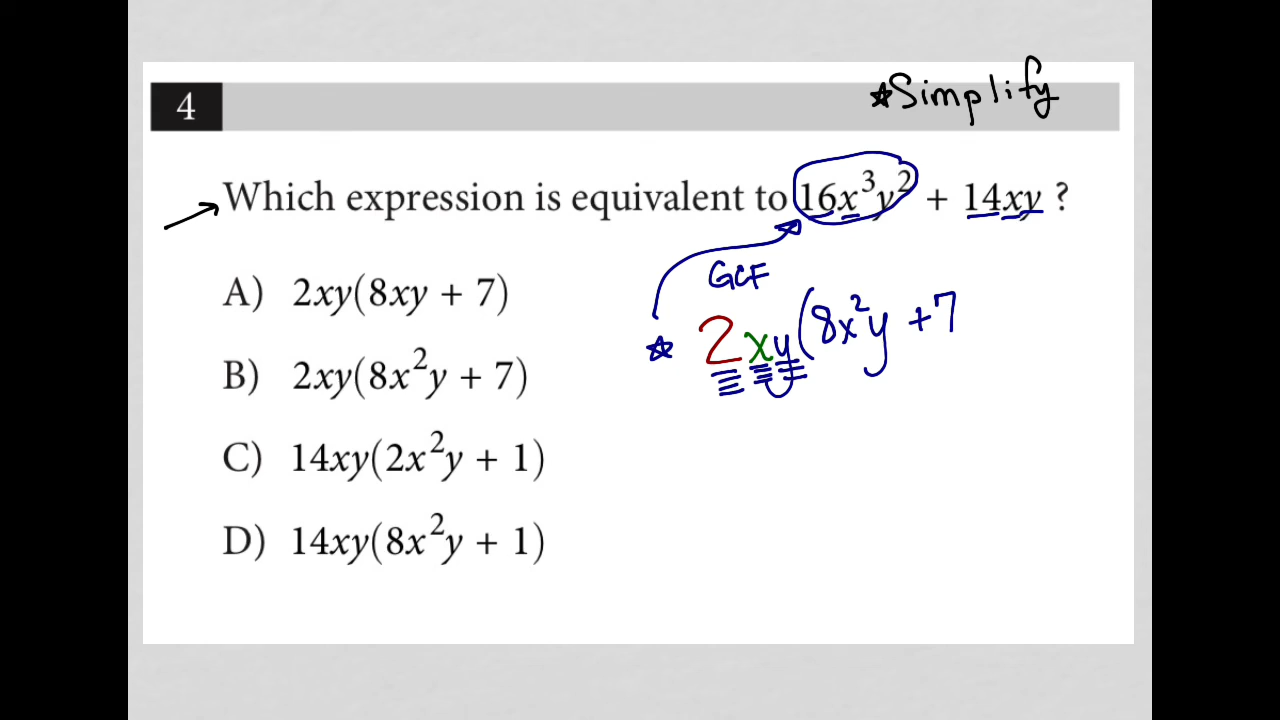 ★Simplify
4
Which expression is equivalent to 16x³y² + 14xy ?
GCF
A) 2xy(8xy + 7)
2xy(8x²y + 7
B) 2xy(8x²y + 7)
C) 14xy(2x²y + 1)
D) 14xy(8x²y + 1)